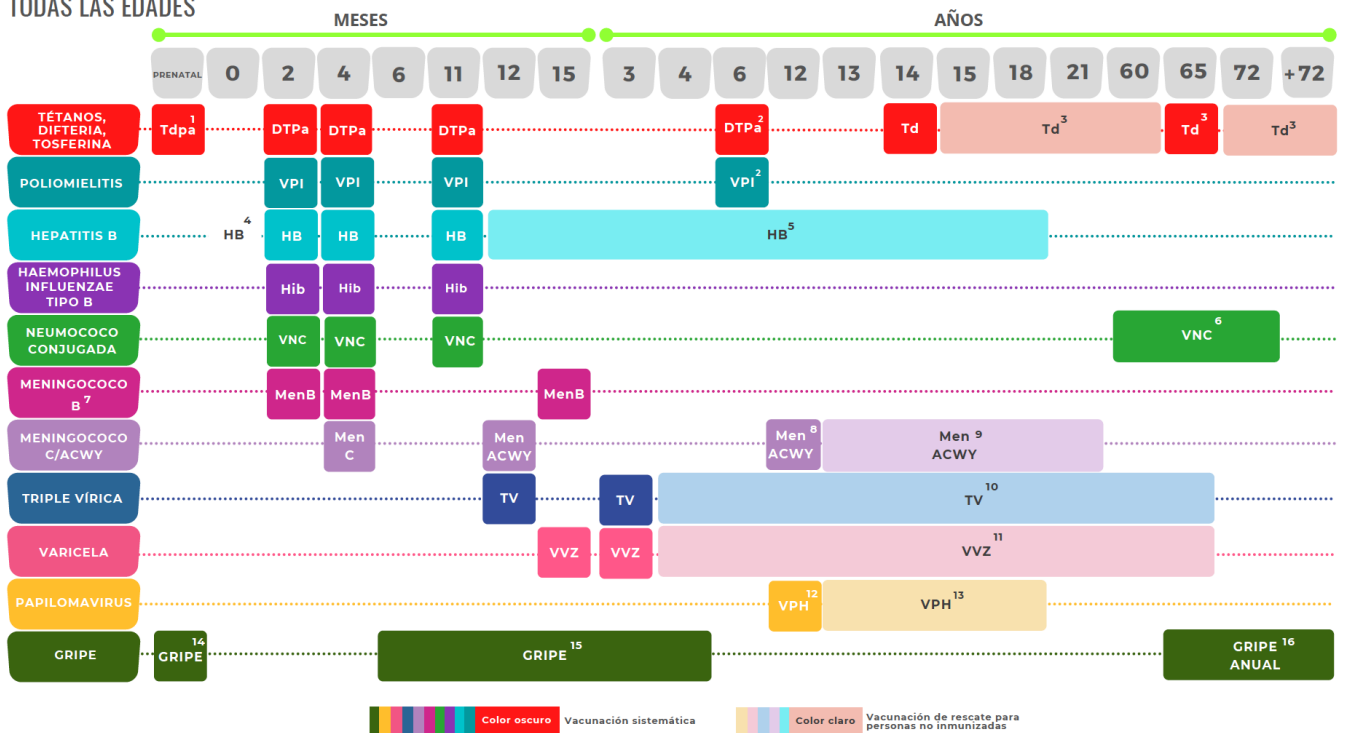 TODAS LAS EDADES
MESES
AÑOS
PRENATAL 0 2 4 6 11 12 15 3 4 6 12 13 14 15 18 21 60 65 72 +72
TÉTANOS,
DIFTERIA,
TOSFERINA
Tdpa 1 DTPa DTPa DTPa DTPa 2 Td Td 3 Td 3 Td 3
POLIOMIELITIS VPI VPI VPI VPI 2
HEPATITIS B HB 4 HB HB HB HB 5
HAEMOPHILUS
INFLUENZAE
TIPO B
Hib Hib Hib
NEUMOCOCO
CONJUGADA
VNC VNC VNC VNC 6
MENINGOCOCO
B 7
MenB MenB MenB
MENINGOCOCO
C/ACWY
Men
C
Men
ACWY
Men 8
ACWY
Men 9
ACWY
TRIPLE VÍRICA TV TV TV 10
VARICELA VVZ VVZ VVZ 11
PAPILOMAVIRUS VPH 12 VPH 13
GRIPE GRIPE 14 GRIPE 15 GRIPE 16
ANUAL
Color oscuro Vacunación sistemática
Color claro Vacunación de rescate para
personas no inmunizadas